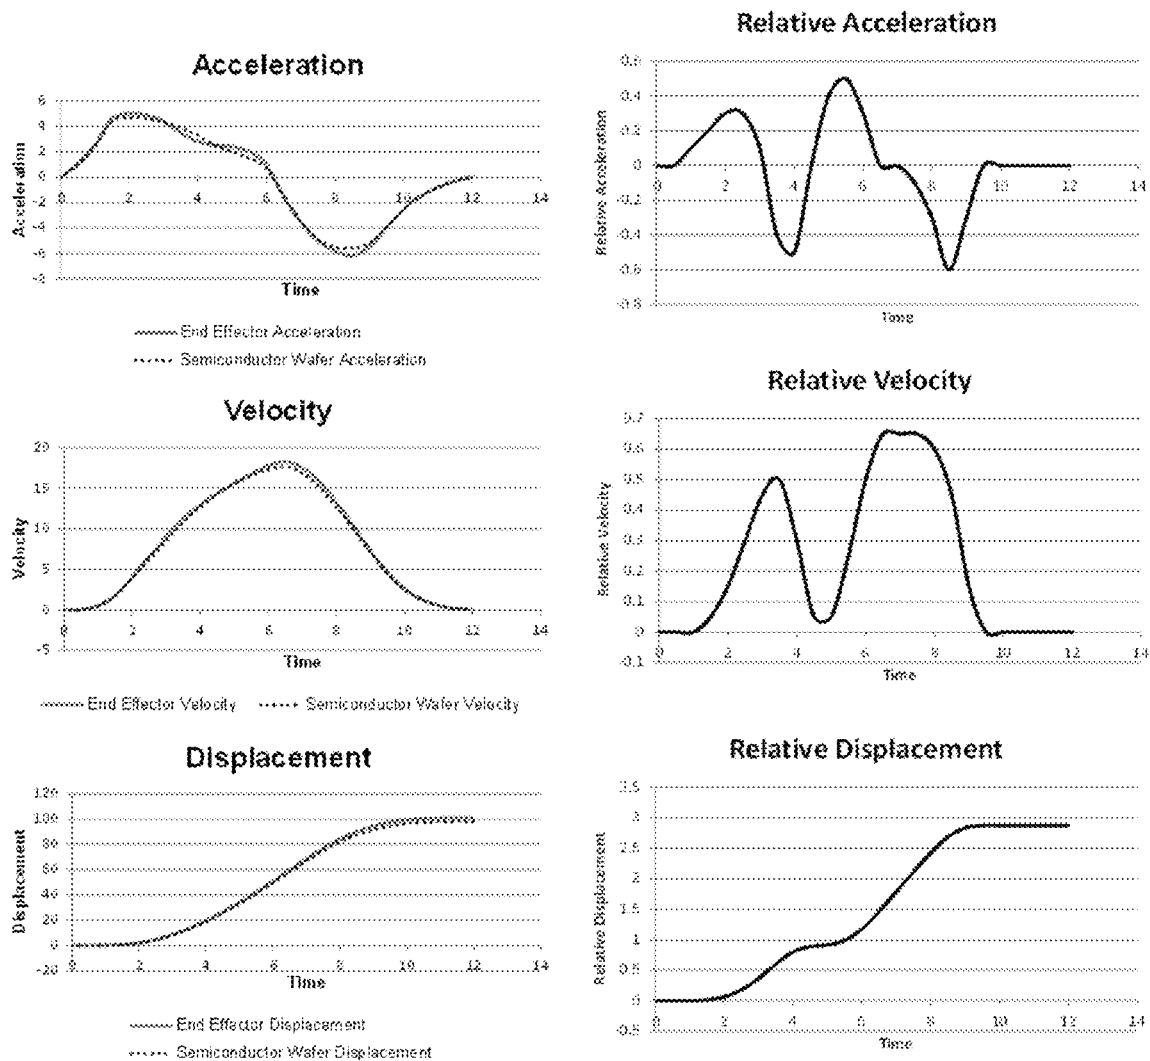 Acceleration
6
4
2
0
-2
-4
-6
-8
0 2 4 6 8 10 12 14
Acceleration
Time
End Effector Acceleration
Semiconductor Wafer Acceleration
Relative Acceleration
0.6
0.4
0.2
0
-0.2
-0.4
-0.6
-0.8
0 2 4 6 8 10 12 14
Relative Acceleration
Time
Velocity
20
15
10
5
0
-5
0 2 4 6 8 10 12 14
Velocity
Time
End Effector Velocity Semiconductor Wafer Velocity
Relative Velocity
0.7
0.6
0.5
0.4
0.3
0.2
0.1
0
-0.1
0 2 4 6 8 10 12 14
Relative Velocity
Time
Displacement
120
100
80
60
40
20
0
-20
0 2 4 6 8 10 12 14
Displacement
Time
End Effector Displacement
Semiconductor Wafer Displacement
Relative Displacement
3.5
3
2.5
2
1.5
1
0.5
0
-0.5
0 2 4 6 8 10 12 14
Relative Displacement
Time